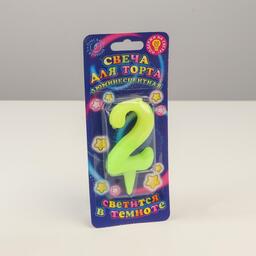 СВЕЧА
ДЛЯ ТОРТА
ЛЮМИНЕСЦЕНТНАЯ
2
СВЕТИТСЯ
В ТЕМНОТЕ